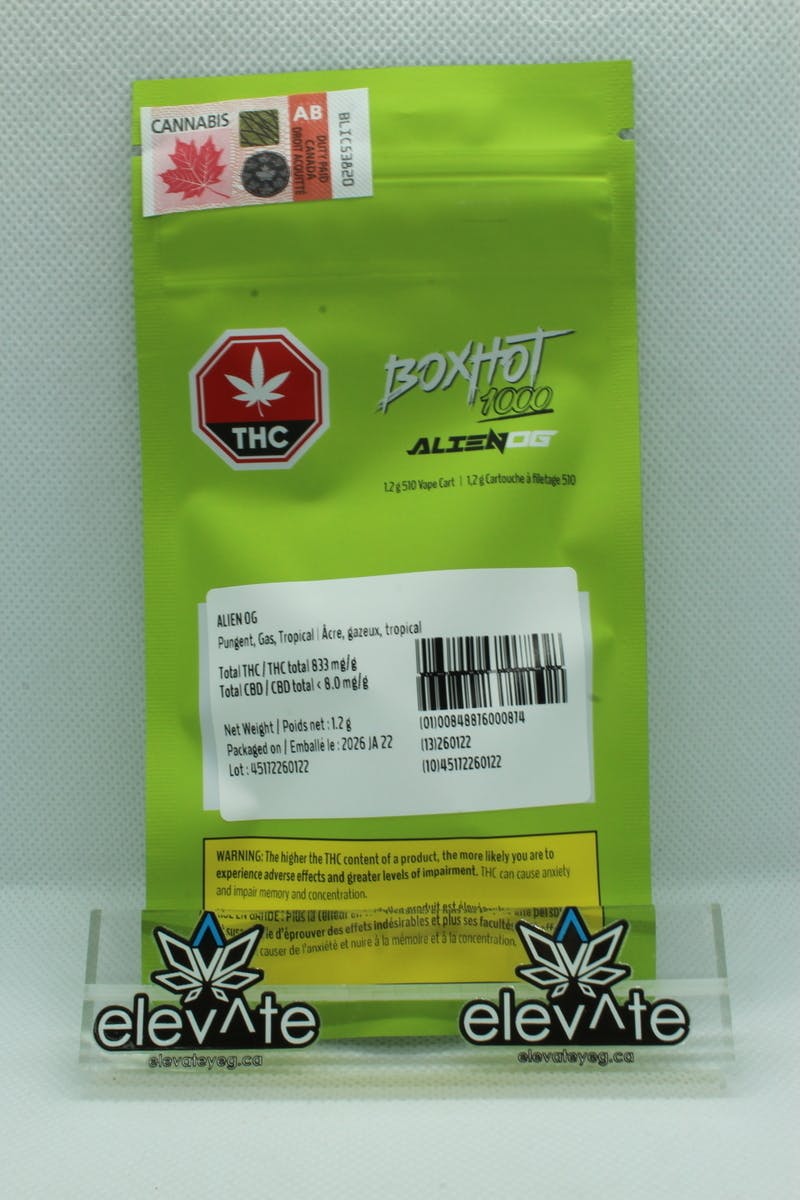 CANNABIS
AB
DUTY PAID
CANADA
DROIT ACQUITTÉ
BLIC53820
THC
BOXHOT
1000
ALIEN OG
1.2 g 510 Vape Cart | 1,2 g Cartouche à filetage 510
ALIEN OG
Pungent, Gas, Tropical | Âcre, gazeux, tropical
Total THC / THC total 833 mg/g
Total CBD / CBD total < 8.0 mg/g
Net Weight / Poids net : 1.2 g
Packaged on / Emballé le : 2026 JA 22
Lot : 45172260122
(01)00848876000874
(13)260122
(10)45172260122
WARNING: The higher the THC content of a product, the more likely you are to
experience adverse effects and greater levels of impairment. THC can cause anxiety
and impair memory and concentration.
d'éprouver des effets indésirables et plus ses
causer de l'anxiété et nuire à la mémoire et à la concentration.
elevate
elevateyeg.ca
elevate
elevateyeg.ca